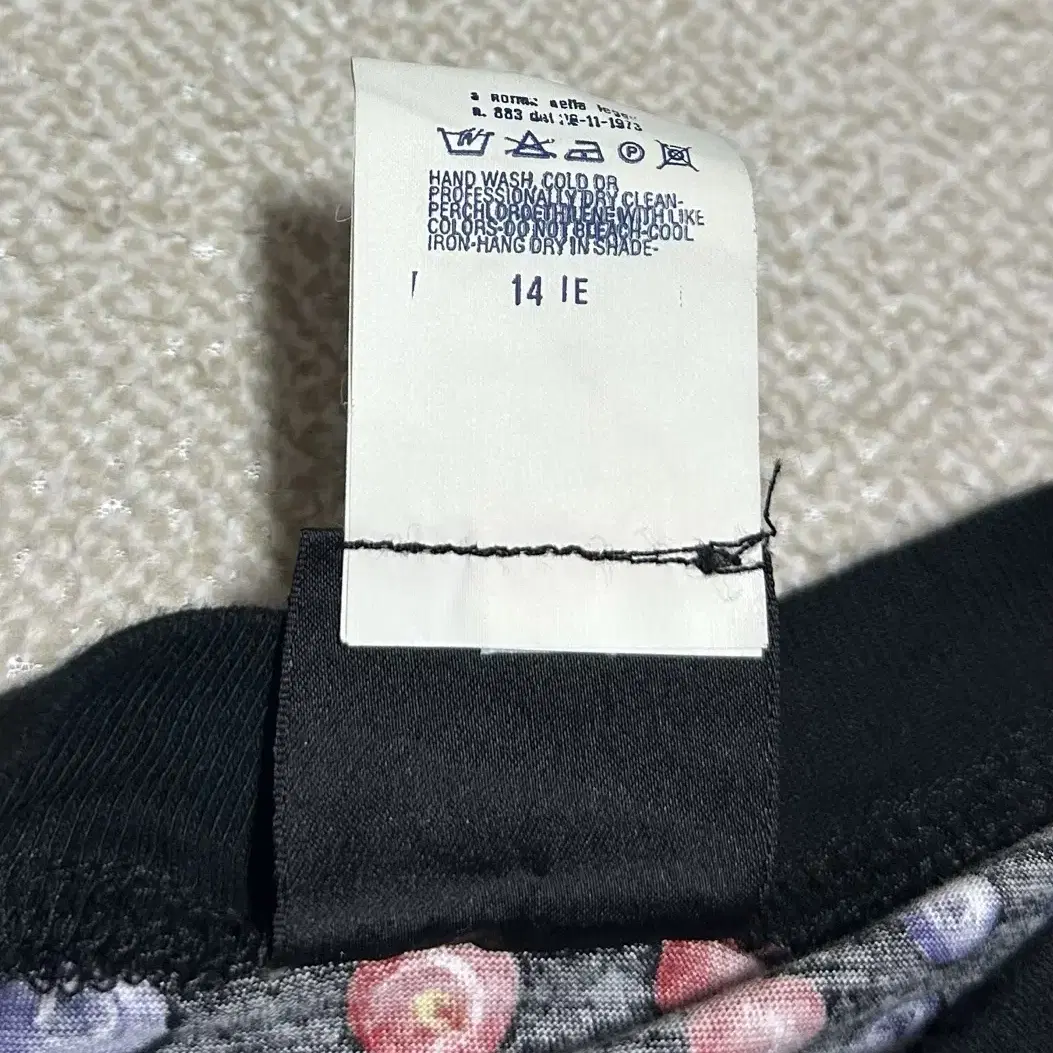 a norma della legge
n. 883 del 26-11-1973
HAND WASH, COLD OR
PROFESSIONALLY DRY CLEAN-
PERCHLOROETHILENE-WITH LIKE
COLORS-DO NOT BLEACH-COOL
IRON-HANG DRY IN SHADE-
14 IE